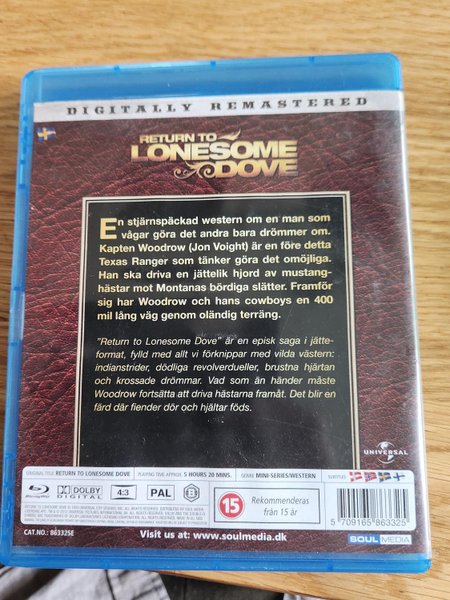 DIGITALLY REMASTERED
RETURN TO
LONESOME
DOVE
En stjärnspäckad western om en man som
vågar göra det andra bara drömmer om.
Kapten Woodrow (Jon Voight) är en före detta
Texas Ranger som tänker göra det omöjliga.
Han ska driva en jättelik hjord av mustang-
hästar mot Montanas bördiga slätter. Framför
sig har Woodrow och hans cowboys en 400
mil lång väg genom oländig terräng.
"Return to Lonesome Dove" är en episk saga i jätte-
format, fylld med allt vi förknippar med vilda västern:
indianstrider, dödliga revolverdueller, brustna hjärtan
och krossade drömmar. Vad som än händer måste
Woodrow fortsätta att driva hästarna framåt. Det blir en
färd där fiender dör och hjältar föds.
UNIVERSAL
ORIGINAL TITLE RETURN TO LONESOME DOVE PLAYING TIME APPROX. 5 HOURS 20 MINS. GENRE MINI-SERIES/WESTERN SUBTITLES
Blu-ray Disc DOLBY DIGITAL 4:3 PAL B 15 Rekommenderas
från 15 år
5 709165 863325
CAT.NO.: 863325E Visit us at: www.soulmedia.dk SOUL MEDIA